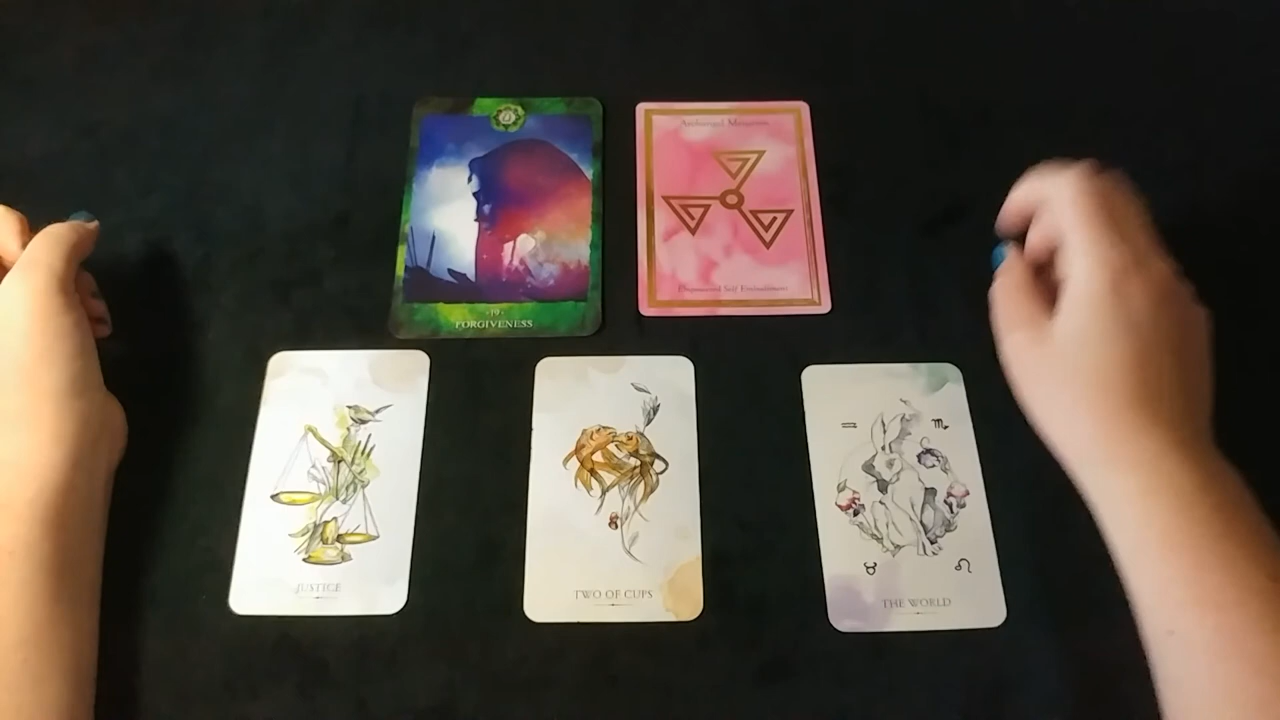 Archangel Metatron
Empowered Self Embodiment
·19·
FORGIVENESS
JUSTICE
TWO OF CUPS
THE WORLD